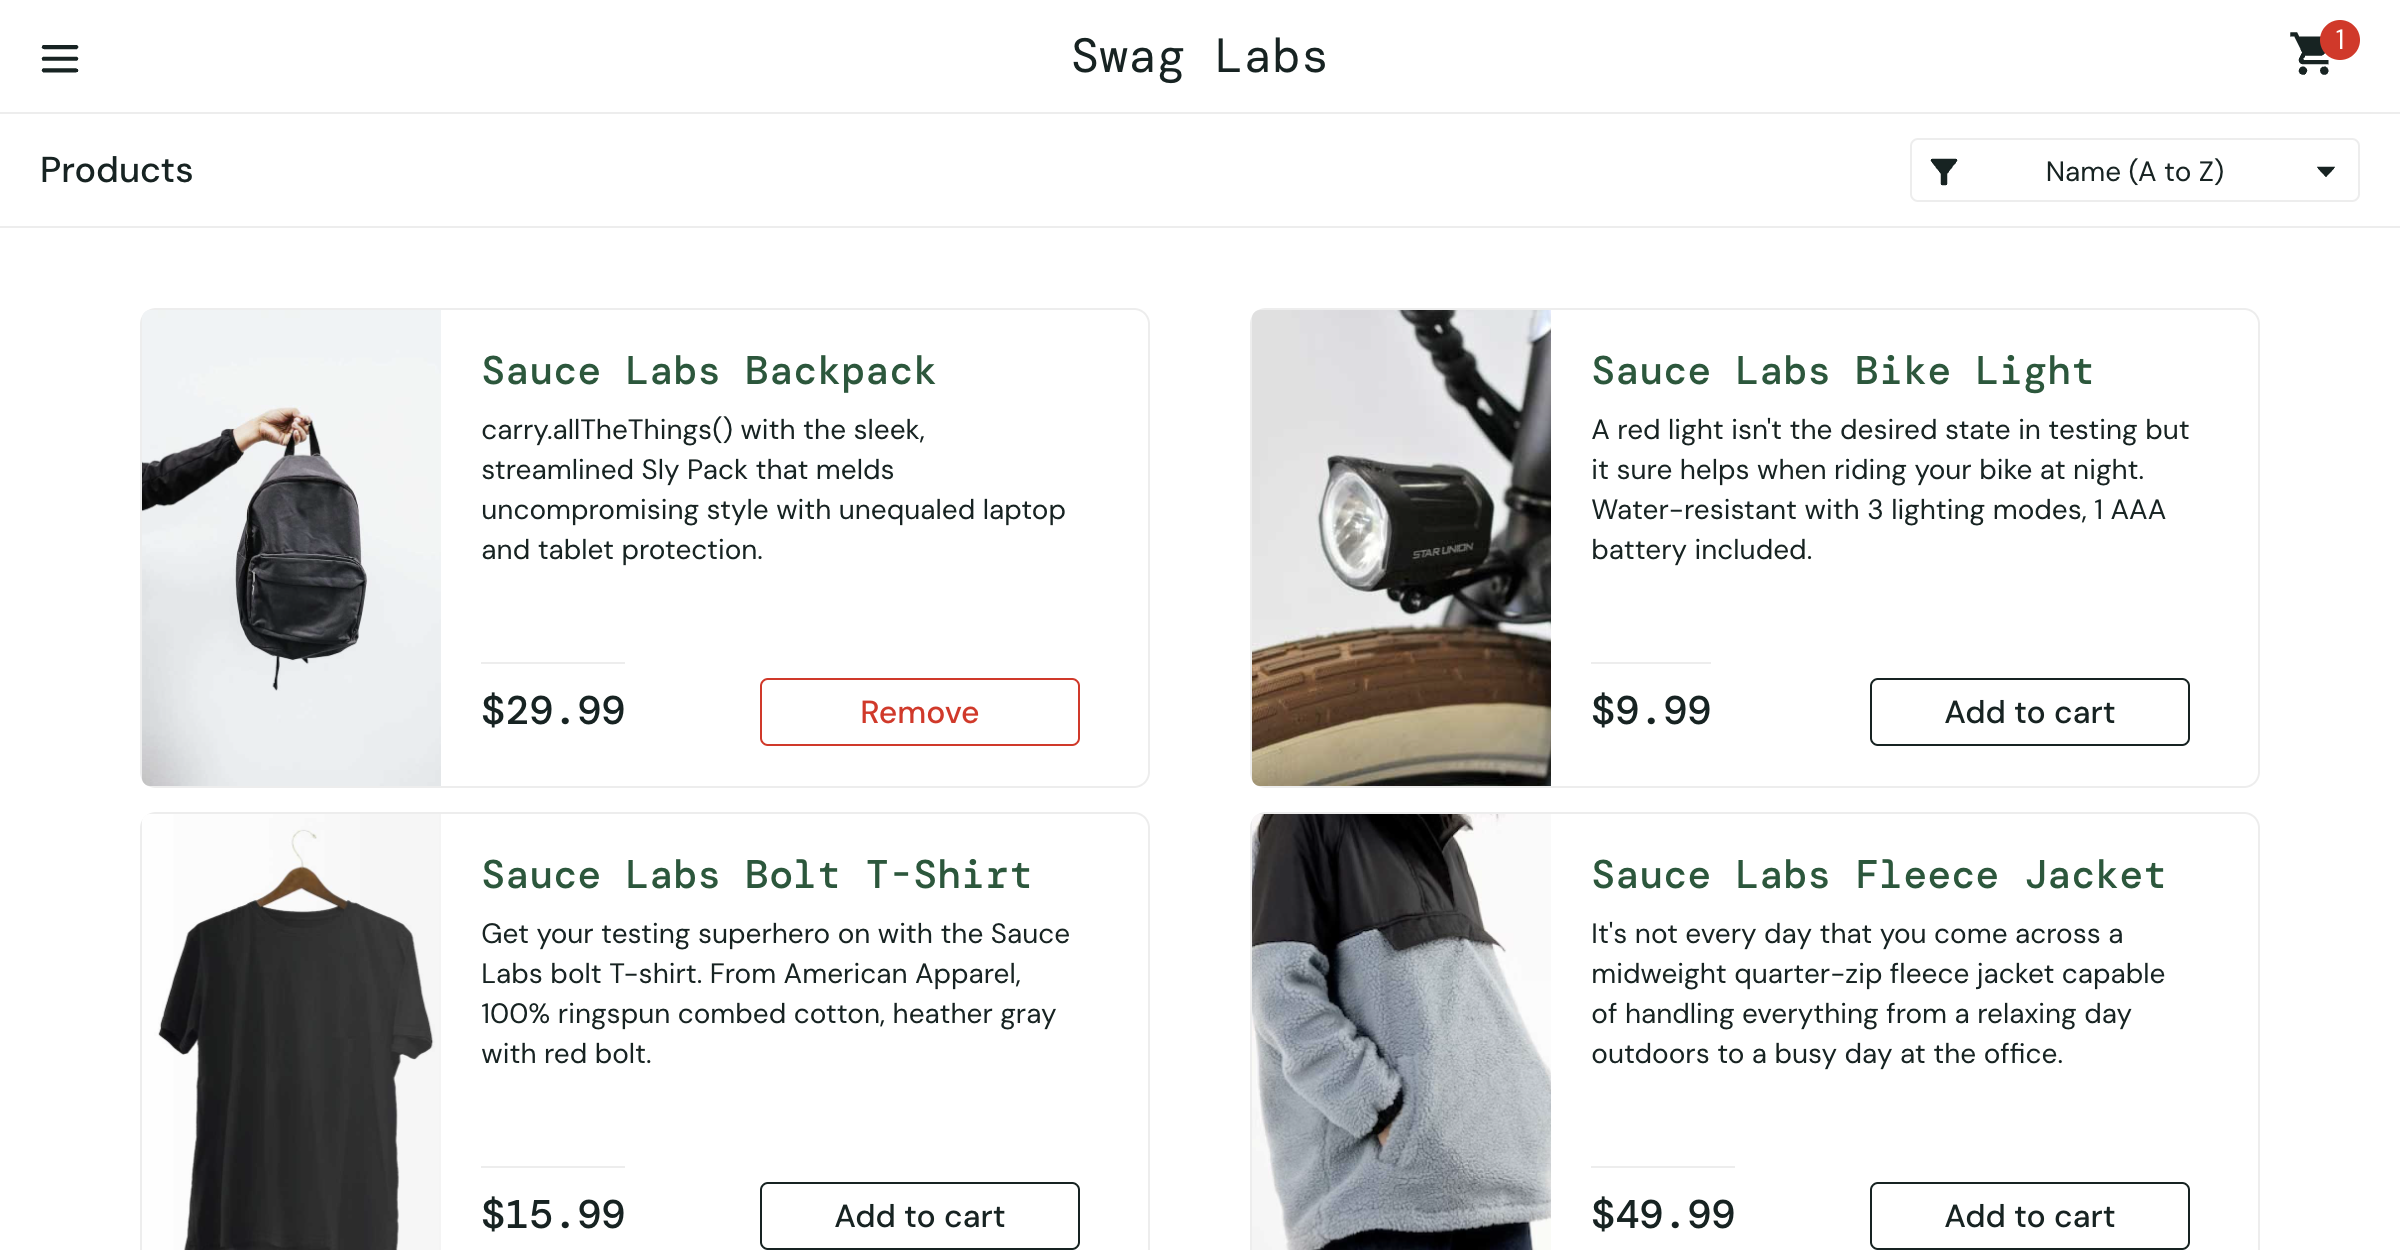 Swag Labs
1
Products
Name (A to Z)
Sauce Labs Backpack
carry.allTheThings() with the sleek,
streamlined Sly Pack that melds
uncompromising style with unequaled laptop
and tablet protection.
$29.99
Remove
Sauce Labs Bike Light
A red light isn't the desired state in testing but
it sure helps when riding your bike at night.
Water-resistant with 3 lighting modes, 1 AAA
battery included.
STAR UNION
$9.99
Add to cart
Sauce Labs Bolt T-Shirt
Get your testing superhero on with the Sauce
Labs bolt T-shirt. From American Apparel,
100% ringspun combed cotton, heather gray
with red bolt.
$15.99
Add to cart
Sauce Labs Fleece Jacket
It's not every day that you come across a
midweight quarter-zip fleece jacket capable
of handling everything from a relaxing day
outdoors to a busy day at the office.
$49.99
Add to cart